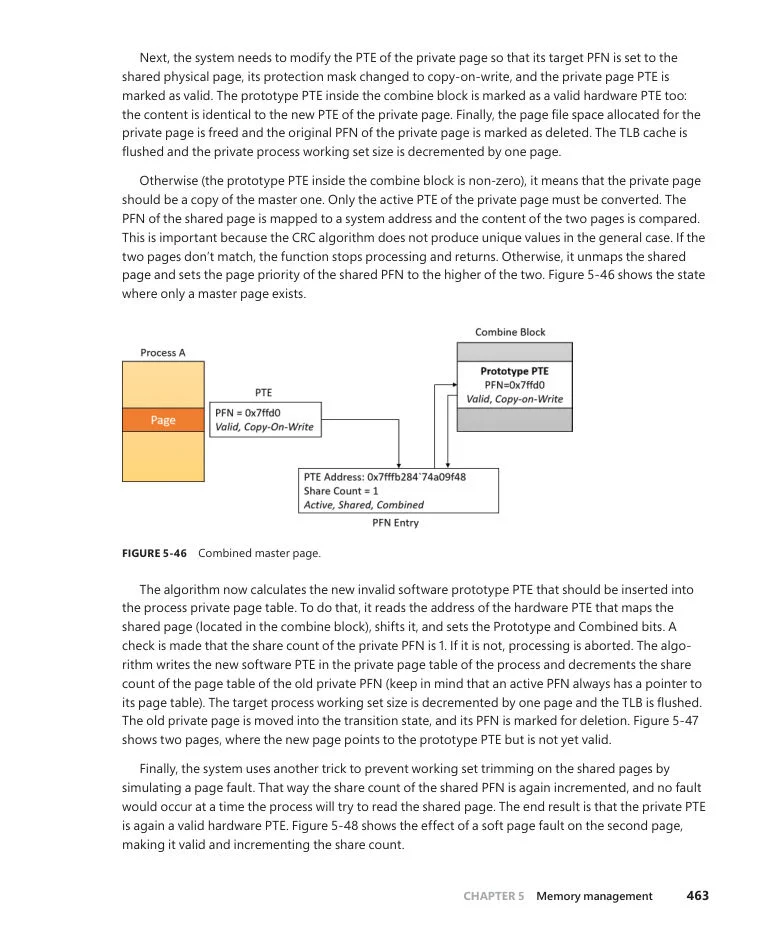 Next, the system needs to modify the PTE of the private page so that its target PFN is set to the
shared physical page, its protection mask changed to copy-on-write, and the private page PTE is
marked as valid. The prototype PTE inside the combine block is marked as a valid hardware PTE too:
the content is identical to the new PTE of the private page. Finally, the page file space allocated for the
private page is freed and the original PFN of the private page is marked as deleted. The TLB cache is
flushed and the private process working set size is decremented by one page.
Otherwise (the prototype PTE inside the combine block is non-zero), it means that the private page
should be a copy of the master one. Only the active PTE of the private page must be converted. The
PFN of the shared page is mapped to a system address and the content of the two pages is compared.
This is important because the CRC algorithm does not produce unique values in the general case. If the
two pages don’t match, the function stops processing and returns. Otherwise, it unmaps the shared
page and sets the page priority of the shared PFN to the higher of the two. Figure 5-46 shows the state
where only a master page exists.
Combine Block
Process A
Prototype PTE
PFN=0x7ffd0
Valid, Copy-on-Write
PTE
PFN = 0x7ffd0
Valid, Copy-On-Write
Page
PTE Address: 0x7fffb284`74a09f48
Share Count = 1
Active, Shared, Combined
PFN Entry
FIGURE 5-46 Combined master page.
The algorithm now calculates the new invalid software prototype PTE that should be inserted into
the process private page table. To do that, it reads the address of the hardware PTE that maps the
shared page (located in the combine block), shifts it, and sets the Prototype and Combined bits. A
check is made that the share count of the private PFN is 1. If it is not, processing is aborted. The algo-
rithm writes the new software PTE in the private page table of the process and decrements the share
count of the page table of the old private PFN (keep in mind that an active PFN always has a pointer to
its page table). The target process working set size is decremented by one page and the TLB is flushed.
The old private page is moved into the transition state, and its PFN is marked for deletion. Figure 5-47
shows two pages, where the new page points to the prototype PTE but is not yet valid.
Finally, the system uses another trick to prevent working set trimming on the shared pages by
simulating a page fault. That way the share count of the shared PFN is again incremented, and no fault
would occur at a time the process will try to read the shared page. The end result is that the private PTE
is again a valid hardware PTE. Figure 5-48 shows the effect of a soft page fault on the second page,
making it valid and incrementing the share count.
CHAPTER 5 Memory management 463